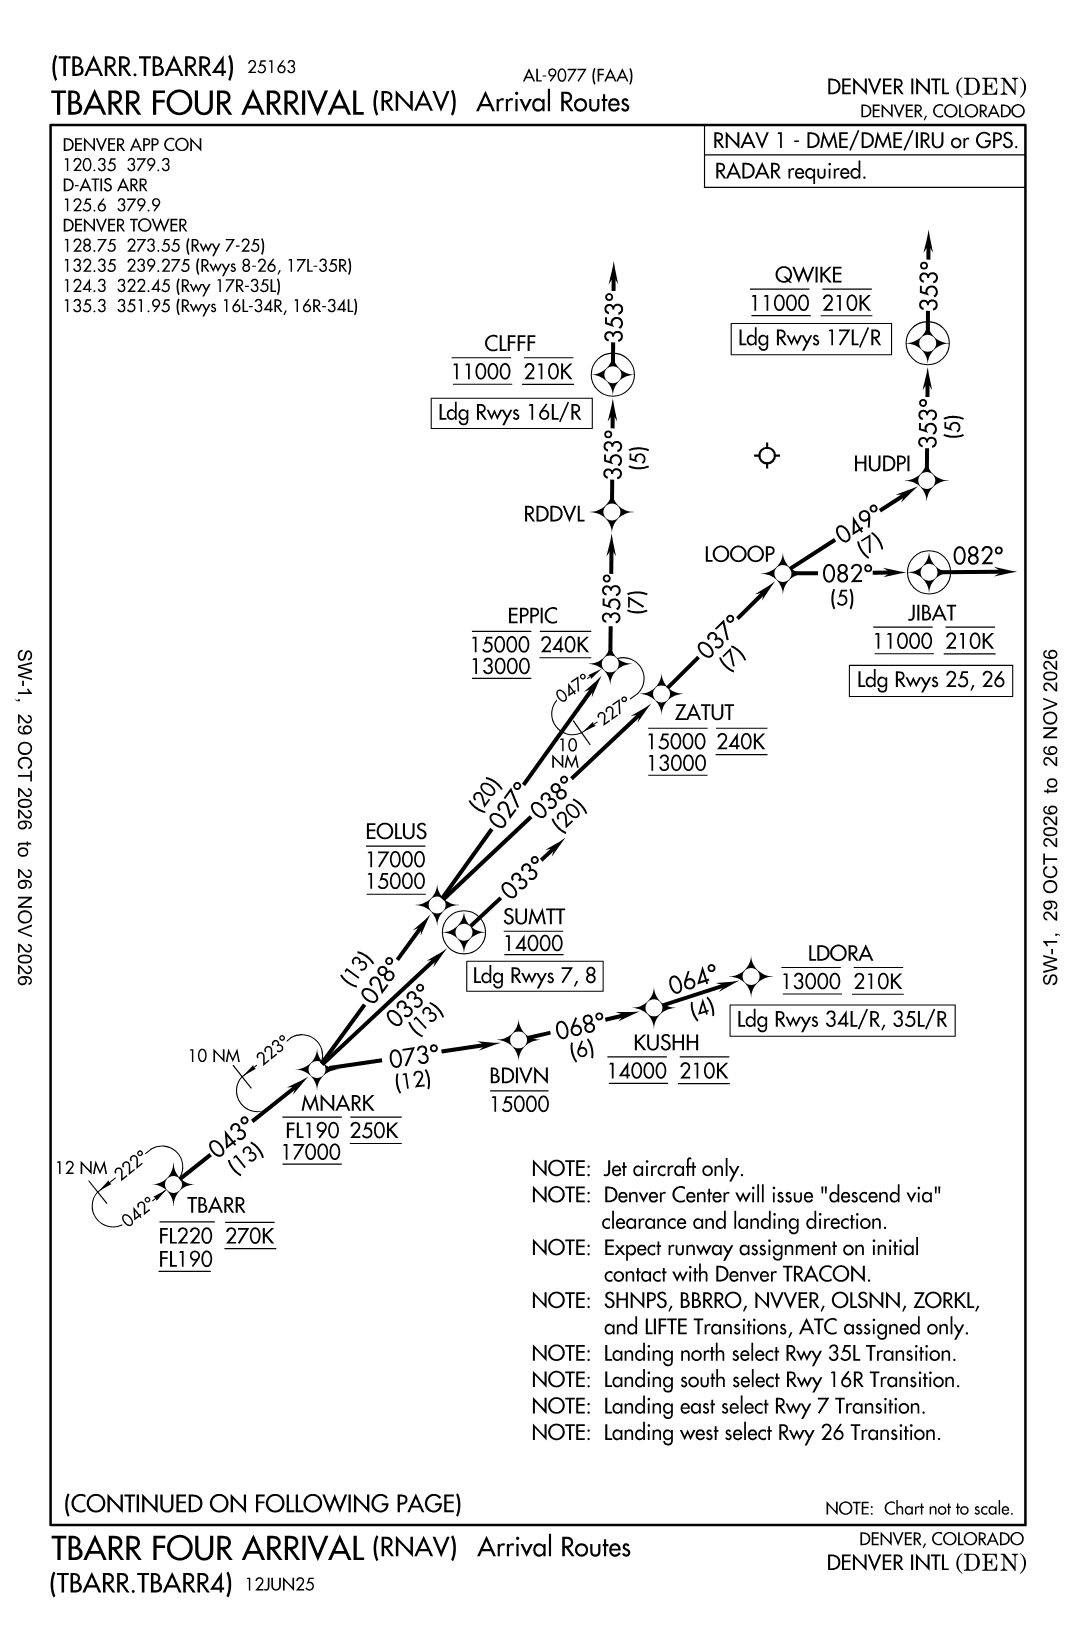 (TBARR.TBARR4) 25163
AL-9077 (FAA)
DENVER INTL (DEN)
TBARR FOUR ARRIVAL (RNAV) Arrival Routes
DENVER, COLORADO
DENVER APP CON
120.35 379.3
D-ATIS ARR
125.6 379.9
DENVER TOWER
128.75 273.55 (Rwy 7-25)
132.35 239.275 (Rwys 8-26, 17L-35R)
124.3 322.45 (Rwy 17R-35L)
135.3 351.95 (Rwys 16L-34R, 16R-34L)
RNAV 1 - DME/DME/IRU or GPS.
RADAR required.
QWIKE
11000 210K
Ldg Rwys 17L/R
353°
353°
(5)
CLFFF
11000 210K
Ldg Rwys 16L/R
353°
353°
(5)
RDDVL
353°
(7)
HUDPI
049°
(7)
LOOOP
082°
(5)
082°
JIBAT
11000 210K
Ldg Rwys 25, 26
037°
(7)
EPPIC
15000 240K
13000
047°
227°
10
NM
ZATUT
15000 240K
13000
(20)
027°
038°
(20)
EOLUS
17000
15000
033°
SUMTT
14000
Ldg Rwys 7, 8
(13)
028°
033°
(13)
LDORA
13000 210K
Ldg Rwys 34L/R, 35L/R
064°
(4)
068°
(6)
KUSHH
14000 210K
073°
(12)
BDIVN
15000
10 NM
223°
MNARK
FL190 250K
17000
043°
(13)
12 NM
222°
042°
TBARR
FL220 270K
FL190
NOTE: Jet aircraft only.
NOTE: Denver Center will issue "descend via"
clearance and landing direction.
NOTE: Expect runway assignment on initial
contact with Denver TRACON.
NOTE: SHNPS, BBRRO, NVVER, OLSNN, ZORKL,
and LIFTE Transitions, ATC assigned only.
NOTE: Landing north select Rwy 35L Transition.
NOTE: Landing south select Rwy 16R Transition.
NOTE: Landing east select Rwy 7 Transition.
NOTE: Landing west select Rwy 26 Transition.
(CONTINUED ON FOLLOWING PAGE)
NOTE: Chart not to scale.
TBARR FOUR ARRIVAL (RNAV) Arrival Routes
DENVER, COLORADO
DENVER INTL (DEN)
(TBARR.TBARR4) 12JUN25
SW-1, 29 OCT 2026 to 26 NOV 2026
SW-1, 29 OCT 2026 to 26 NOV 2026